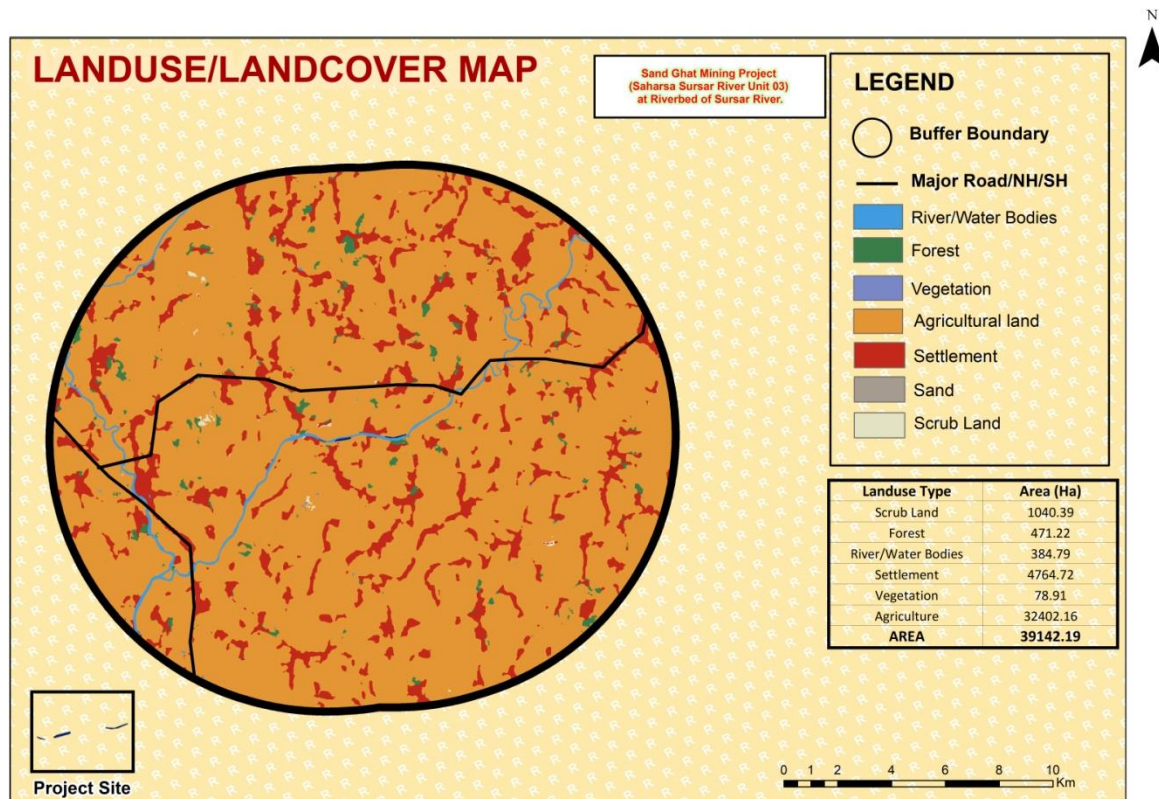 N
LANDUSE/LANDCOVER MAP
Sand Ghat Mining Project
(Saharsa Sursar River Unit 03)
at Riverbed of Sursar River.
LEGEND
Buffer Boundary
Major Road/NH/SH
River/Water Bodies
Forest
Vegetation
Agricultural land
Settlement
Sand
Scrub Land
Landuse Type Area (Ha)
Scrub Land 1040.39
Forest 471.22
River/Water Bodies 384.79
Settlement 4764.72
Vegetation 78.91
Agriculture 32402.16
AREA 39142.19
Project Site
0 1 2 4 6 8 10
Km